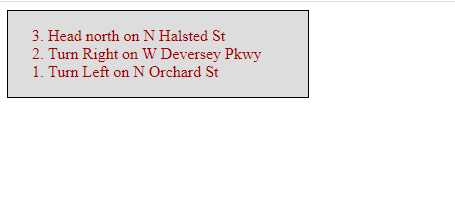 3. Head north on N Halsted St
2. Turn Right on W Deversey Pkwy
1. Turn Left on N Orchard St